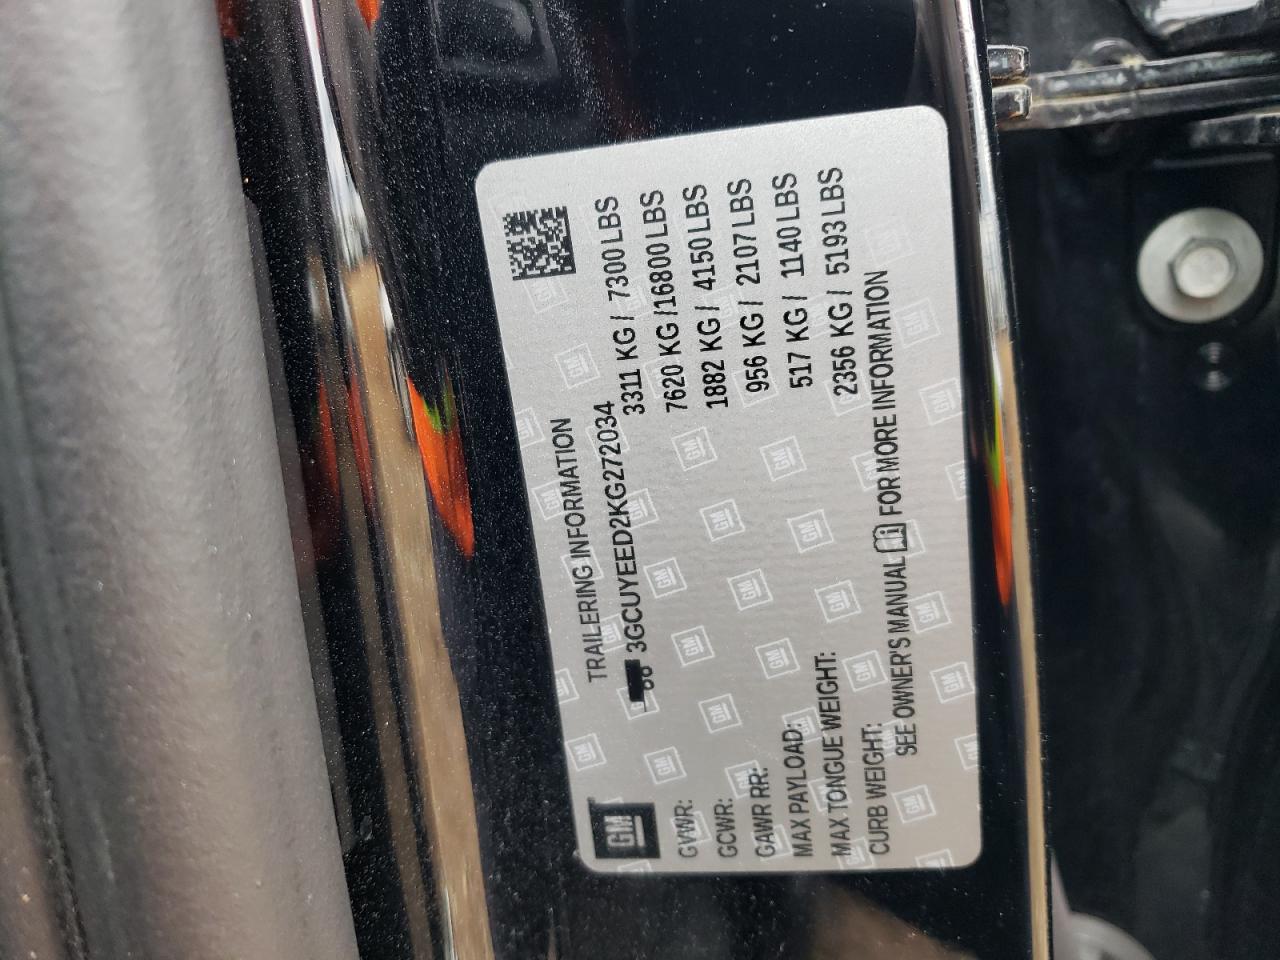 GM
TRAILERING INFORMATION
3GCUYEED2KG272034
GVWR: 3311 KG / 7300 LBS
GCWR: 7620 KG /16800 LBS
GAWR RR: 1882 KG / 4150 LBS
MAX PAYLOAD: 956 KG / 2107 LBS
MAX TONGUE WEIGHT: 517 KG / 1140 LBS
CURB WEIGHT: 2356 KG / 5193 LBS
SEE OWNER'S MANUAL i FOR MORE INFORMATION